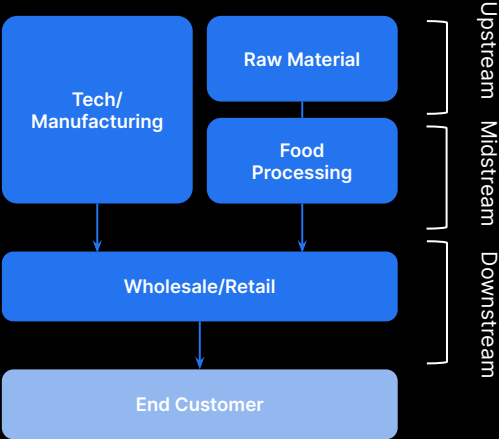 Tech/
Manufacturing
Raw Material
Food
Processing
Wholesale/Retail
End Customer
Upstream
Midstream
Downstream